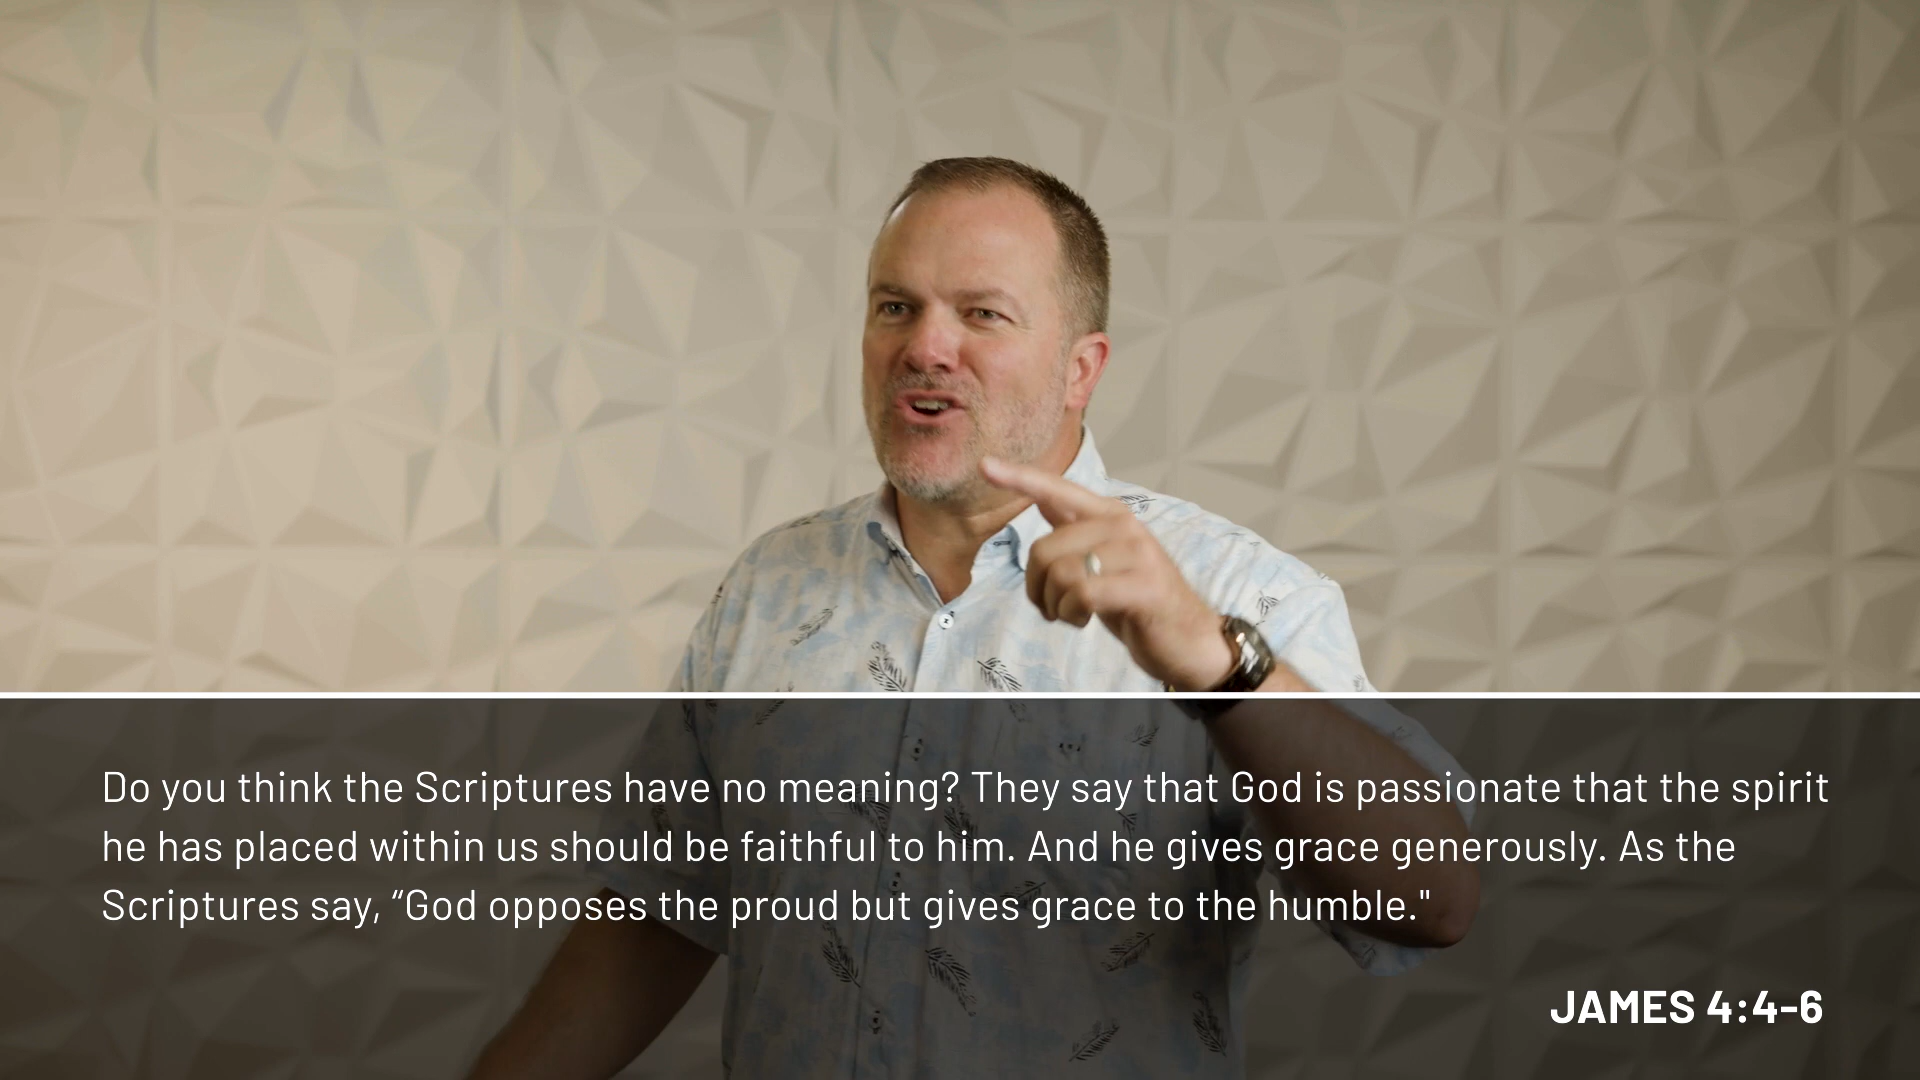 Do you think the Scriptures have no meaning? They say that God is passionate that the spirit
he has placed within us should be faithful to him. And he gives grace generously. As the
Scriptures say, “God opposes the proud but gives grace to the humble."
JAMES 4:4-6